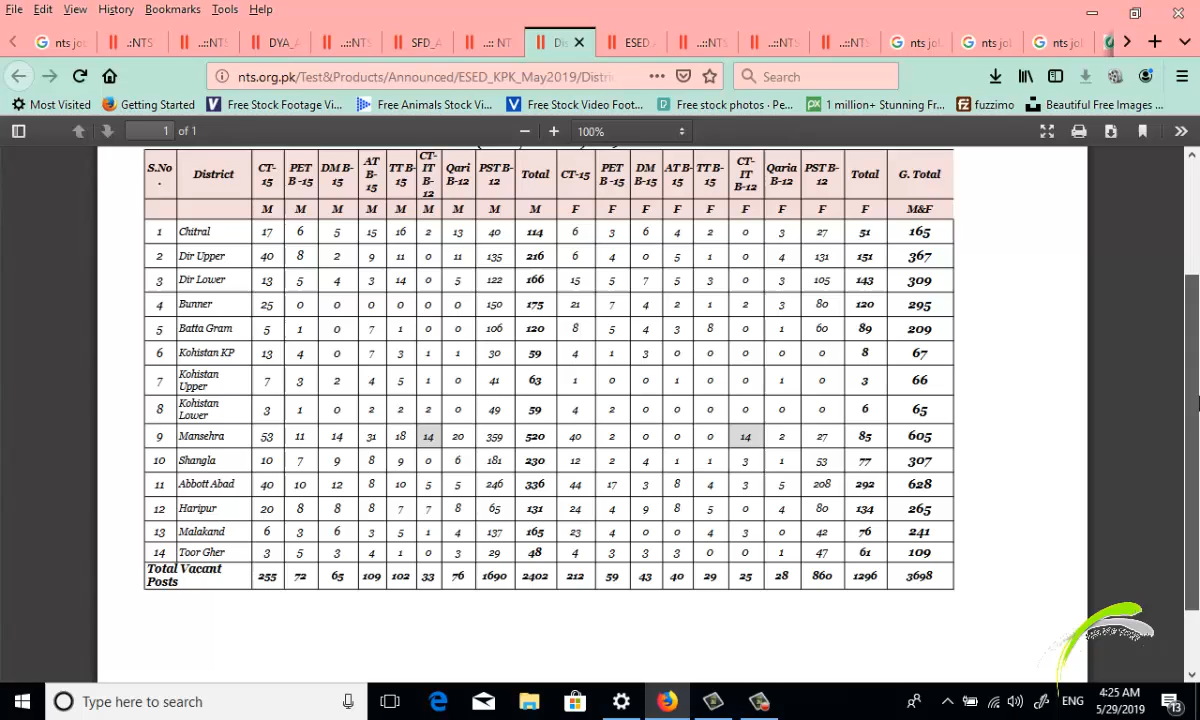 File Edit View History Bookmarks Tools Help
nts jol .:NTS ..::NTS DYA_A ..::NTS SFD_A ..:: NT Dis ESED_ ..::NTS ..::NTS ..::NTS nts jol nts jol nts jol
nts.org.pk/Test&Products/Announced/ESED_KPK_May2019/Distri Search
Most Visited Getting Started Free Stock Footage Vi... Free Animals Stock Vi... Free Stock Video Foot... Free stock photos · Pe... 1 million+ Stunning Fr... fuzzimo Beautiful Free Images ...
1 of 1 100%
S.No. District CT-15 PET B-15 DM B-15 AT B-15 TT B-15 CT-IT B-12 Qari B-12 PST B-12 Total CT-15 PET B-15 DM B-15 AT B-15 TT B-15 CT-IT B-12 Qaria B-12 PST B-12 Total G. Total
M M M M M M M M M F F F F F F F F F M&F
1 Chitral 17 6 5 15 16 2 13 40 114 6 3 6 4 2 0 3 27 51 165
2 Dir Upper 40 8 2 9 11 0 11 135 216 6 4 0 5 1 0 4 131 151 367
3 Dir Lower 13 5 4 3 14 0 5 122 166 15 5 7 5 3 0 3 105 143 309
4 Bunner 25 0 0 0 0 0 0 150 175 21 7 4 2 1 2 3 80 120 295
5 Batta Gram 5 1 0 7 1 0 0 106 120 8 5 4 3 8 0 1 60 89 209
6 Kohistan KP 13 4 0 7 3 1 1 30 59 4 1 3 0 0 0 0 0 8 67
7 Kohistan Upper 7 3 2 4 5 1 0 41 63 1 0 0 1 0 0 1 0 3 66
8 Kohistan Lower 3 1 0 2 2 2 0 49 59 4 2 0 0 0 0 0 0 6 65
9 Mansehra 53 11 14 31 18 14 20 359 520 40 2 0 0 0 14 2 27 85 605
10 Shangla 10 7 9 8 9 0 6 181 230 12 2 4 1 1 3 1 53 77 307
11 Abbott Abad 40 10 12 8 10 5 5 246 336 44 17 3 8 4 3 5 208 292 628
12 Haripur 20 8 8 8 7 7 8 65 131 24 4 9 8 5 0 4 80 134 265
13 Malakand 6 3 6 3 5 1 4 137 165 23 4 0 0 4 3 0 42 76 241
14 Toor Gher 3 5 3 4 1 0 3 29 48 4 3 3 3 0 0 1 47 61 109
Total Vacant Posts 255 72 65 109 102 33 76 1690 2402 212 59 43 40 29 25 28 860 1296 3698
Type here to search ENG 4:25 AM
5/29/2019 13